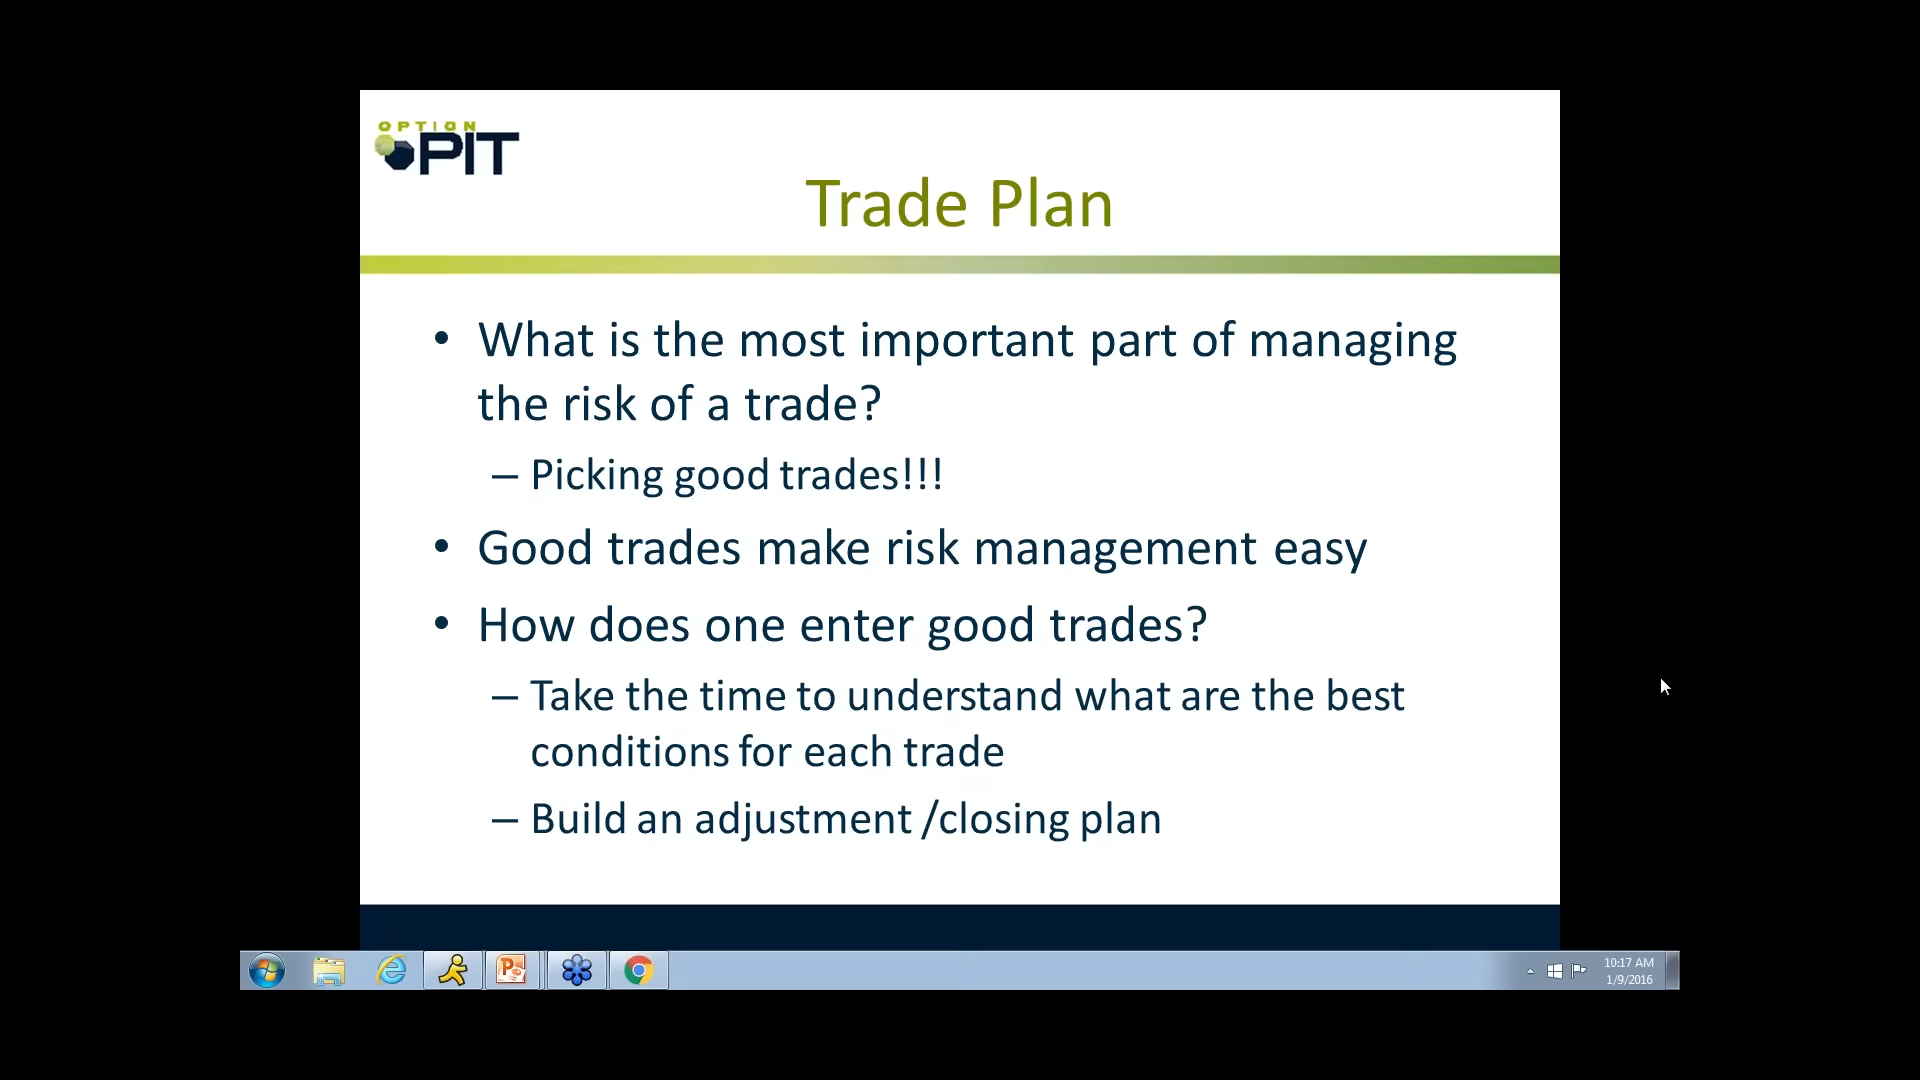 OPTION
PIT
Trade Plan
• What is the most important part of managing
the risk of a trade?
– Picking good trades!!!
• Good trades make risk management easy
• How does one enter good trades?
– Take the time to understand what are the best
conditions for each trade
– Build an adjustment /closing plan
10:17 AM
1/9/2016